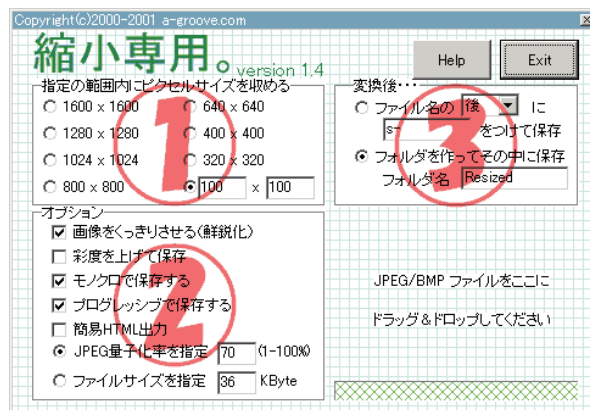 Copyright(c)2000-2001 a-groove.com
縮小専用。version 1.4
Help Exit
指定の範囲内にピクセルサイズを収める
1600 × 1600 640 × 640
1280 × 1280 400 × 400
1024 × 1024 320 × 320
800 × 800 100 × 100
1
変換後・・・
ファイル名の 後 に
s- をつけて保存
フォルダを作ってその中に保存
フォルダ名 Resized
3
オプション
画像をくっきりさせる(鮮鋭化)
彩度を上げて保存
モノクロで保存する
プログレッシブで保存する
簡易HTML出力
JPEG量子化率を指定 70 (1-100%)
ファイルサイズを指定 36 KByte
2
JPEG/BMP ファイルをここに
ドラッグ&ドロップしてください